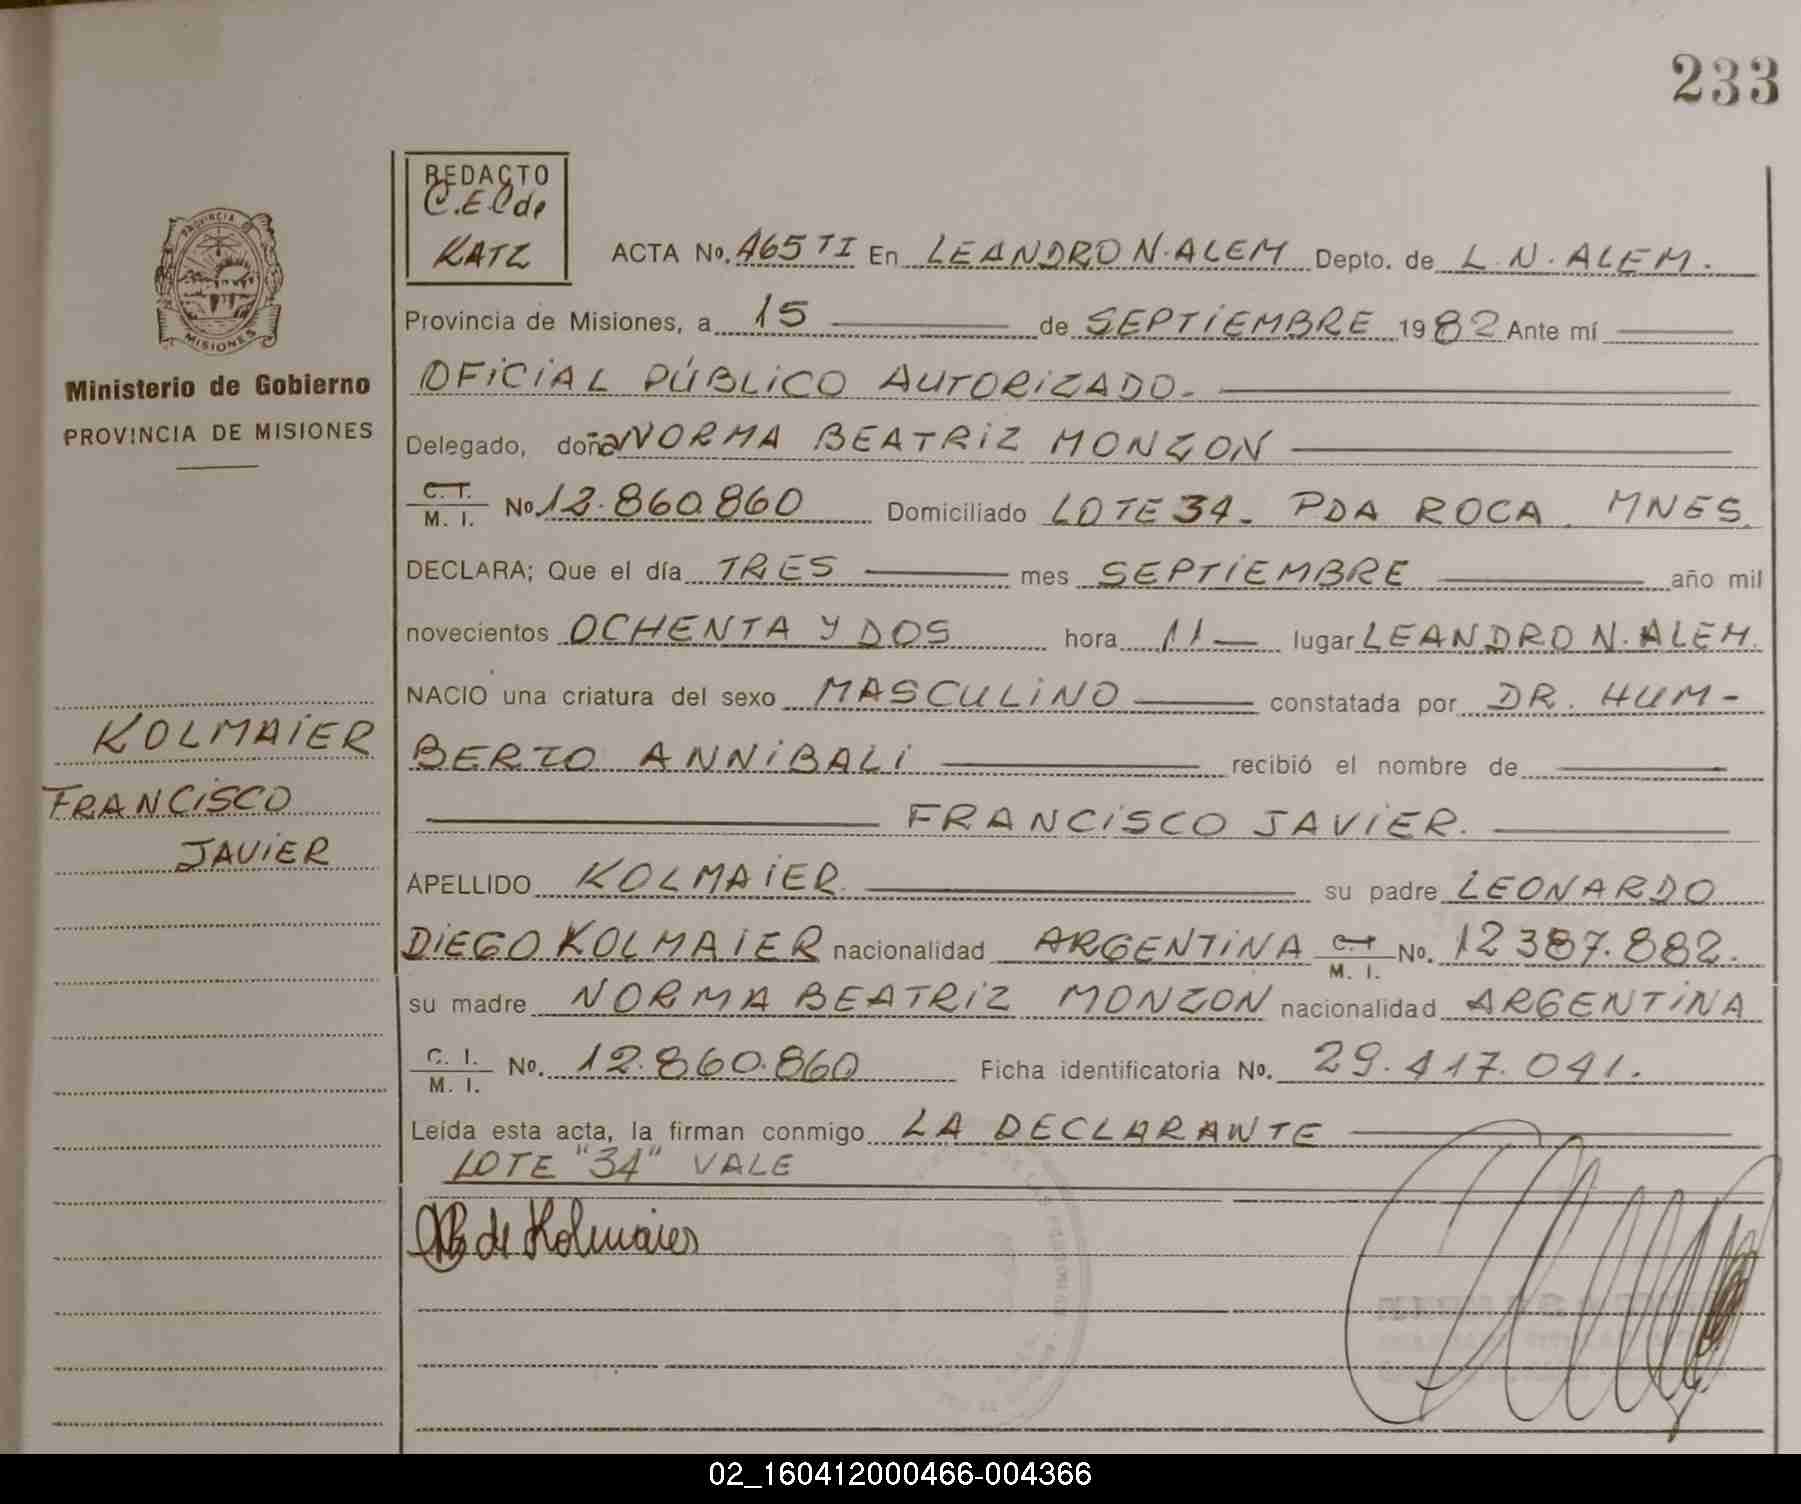 233
REDACTO
C.E.C de
KATZ
ACTA No. 465 TI En LEANDRO N. ALEM Depto. de L. N. ALEM.
PROVINCIA
MISIONES
Ministerio de Gobierno
PROVINCIA DE MISIONES
Provincia de Misiones, a 15 de SEPTIEMBRE 1982 Ante mí
OFICIAL PÚBLICO AUTORIZADO.
Delegado, doña NORMA BEATRIZ MONZON
C. I. M. I. No 12.860.860 Domiciliado LOTE 34. PDA ROCA. MNES.
DECLARA; Que el día TRES mes SEPTIEMBRE año mil
novecientos OCHENTA Y DOS hora 11 lugar LEANDRO N. ALEM.
NACIO una criatura del sexo MASCULINO constatada por DR. HUM-
BERTO ANNIBALI recibió el nombre de
FRANCISCO JAVIER.
KOLMAIER
FRANCISCO
JAVIER
APELLIDO KOLMAIER. su padre LEONARDO
DIEGO KOLMAIER nacionalidad ARGENTINA C. I. M. I. No. 12.387.882.
su madre NORMA BEATRIZ MONZON nacionalidad ARGENTINA
C. I. M. I. No. 12.860.860 Ficha identificatoria No. 29.417.041.
Leída esta acta, la firman conmigo LA DECLARANTE
LOTE "34" VALE
de Kolmaier
02_160412000466-004366